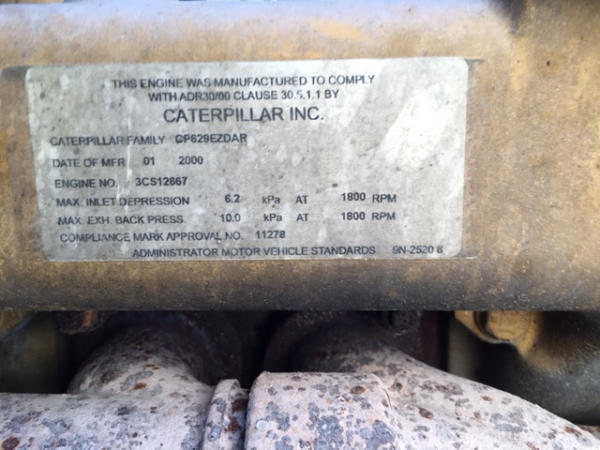 THIS ENGINE WAS MANUFACTURED TO COMPLY
WITH ADR30/00 CLAUSE 30.5.1.1 BY
CATERPILLAR INC.
CATERPILLAR FAMILY CP629EZDAR
DATE OF MFR 01 2000
ENGINE NO. 3CS12667
MAX. INLET DEPRESSION 6.2 kPa AT 1800 RPM
MAX. EXH. BACK PRESS 10.0 kPa AT 1800 RPM
COMPLIANCE MARK APPROVAL NO. 11278
ADMINISTRATOR MOTOR VEHICLE STANDARDS 9N-2520 8